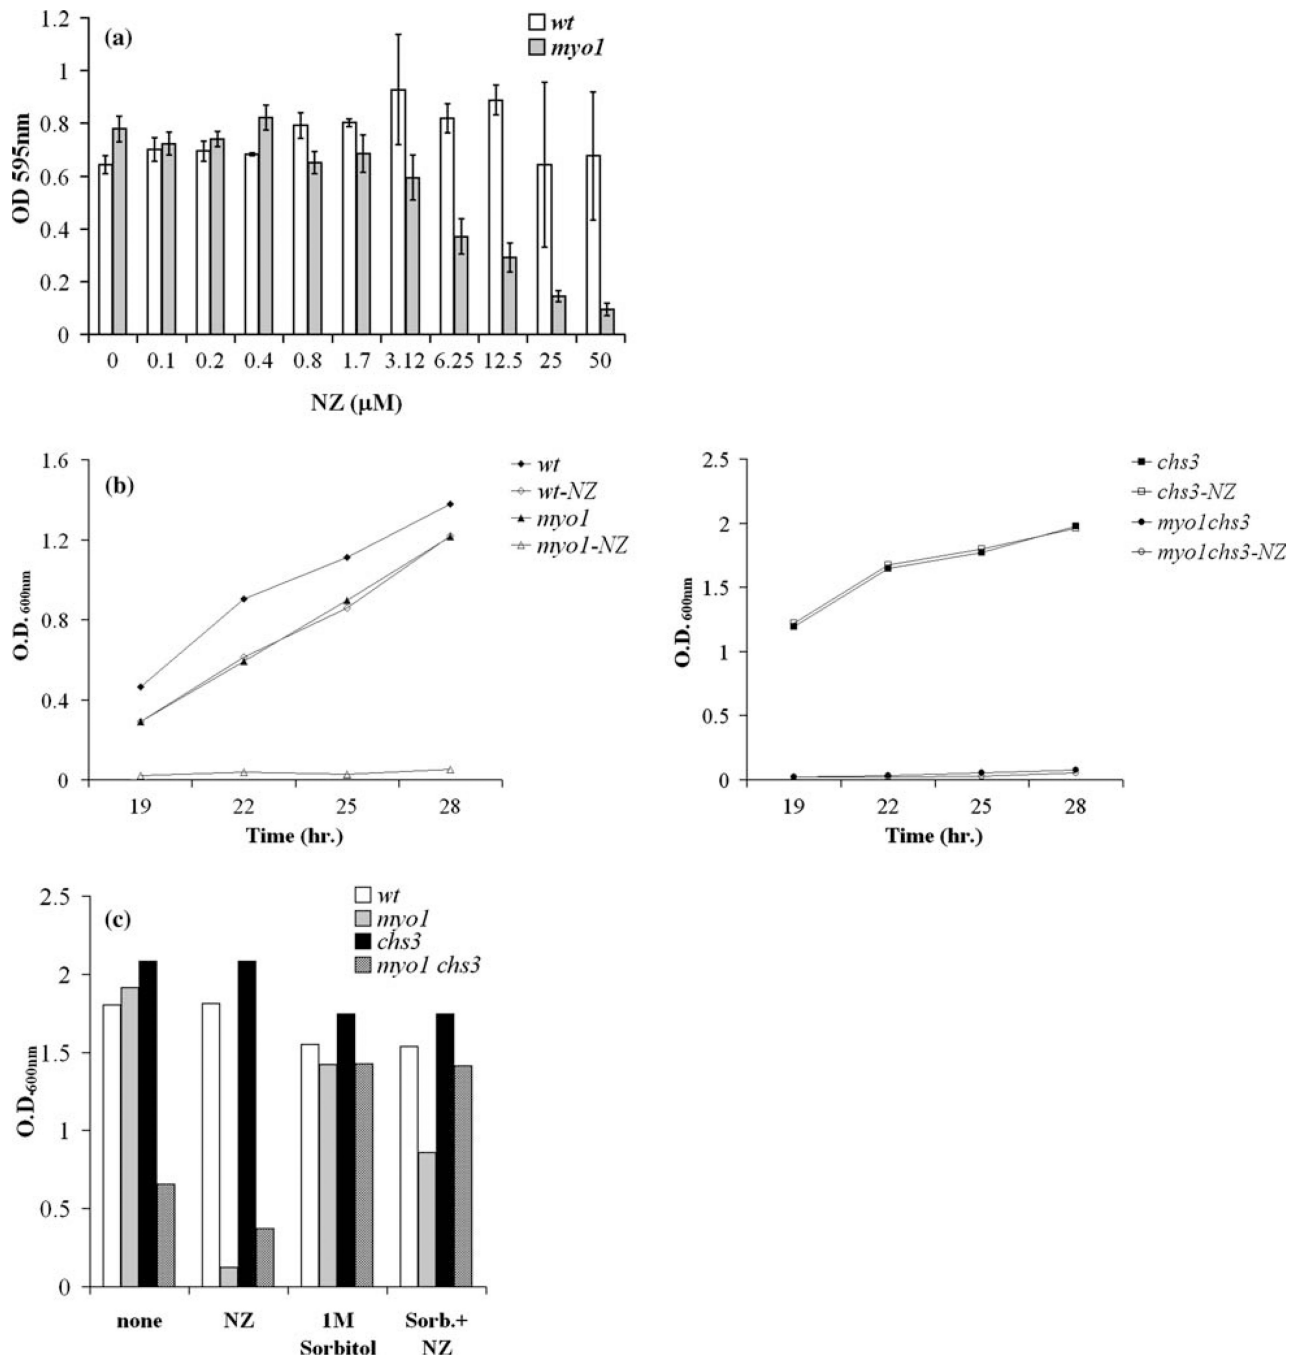 (a)
wt
myo1
1.2
1
0.8
0.6
0.4
0.2
0
OD 595nm
0 0.1 0.2 0.4 0.8 1.7 3.12 6.25 12.5 25 50
NZ (µM)
(b)
wt
wt-NZ
myo1
myo1-NZ
1.6
1.2
0.8
0.4
0
O.D. 600nm
19 22 25 28
Time (hr.)
chs3
chs3-NZ
myo1chs3
myo1chs3-NZ
2.5
2
1.5
1
0.5
0
O.D. 600nm
19 22 25 28
Time (hr.)
(c)
wt
myo1
chs3
myo1 chs3
2.5
2
1.5
1
0.5
0
O.D.600nm
none NZ 1M Sorb.+
Sorbitol NZ